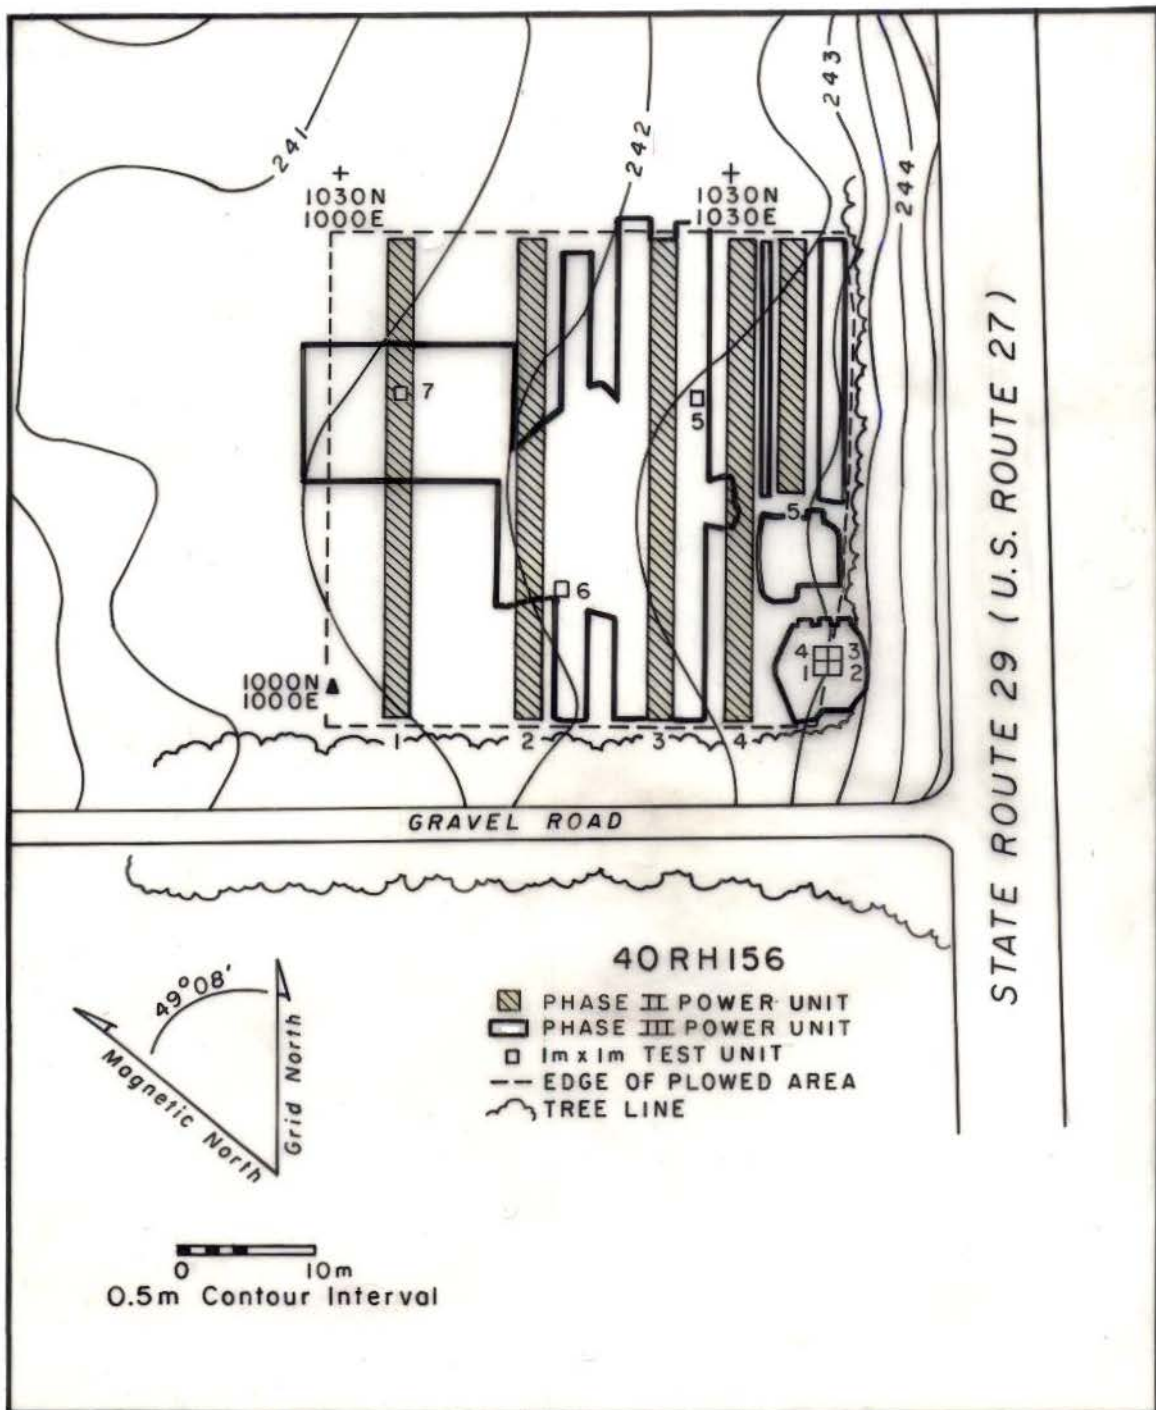 241
242
243
244
+
1030N
1000E
+
1030N
1030E
7
5
5
6
4 3
1 2
1000N
1000E
1
2
3
4
GRAVEL ROAD
STATE ROUTE 29 (U.S. ROUTE 27)
40RH156
PHASE II POWER UNIT
PHASE III POWER UNIT
1m x 1m TEST UNIT
EDGE OF PLOWED AREA
TREE LINE
49°08'
Magnetic North
Grid North
0 10m
0.5m Contour Interval